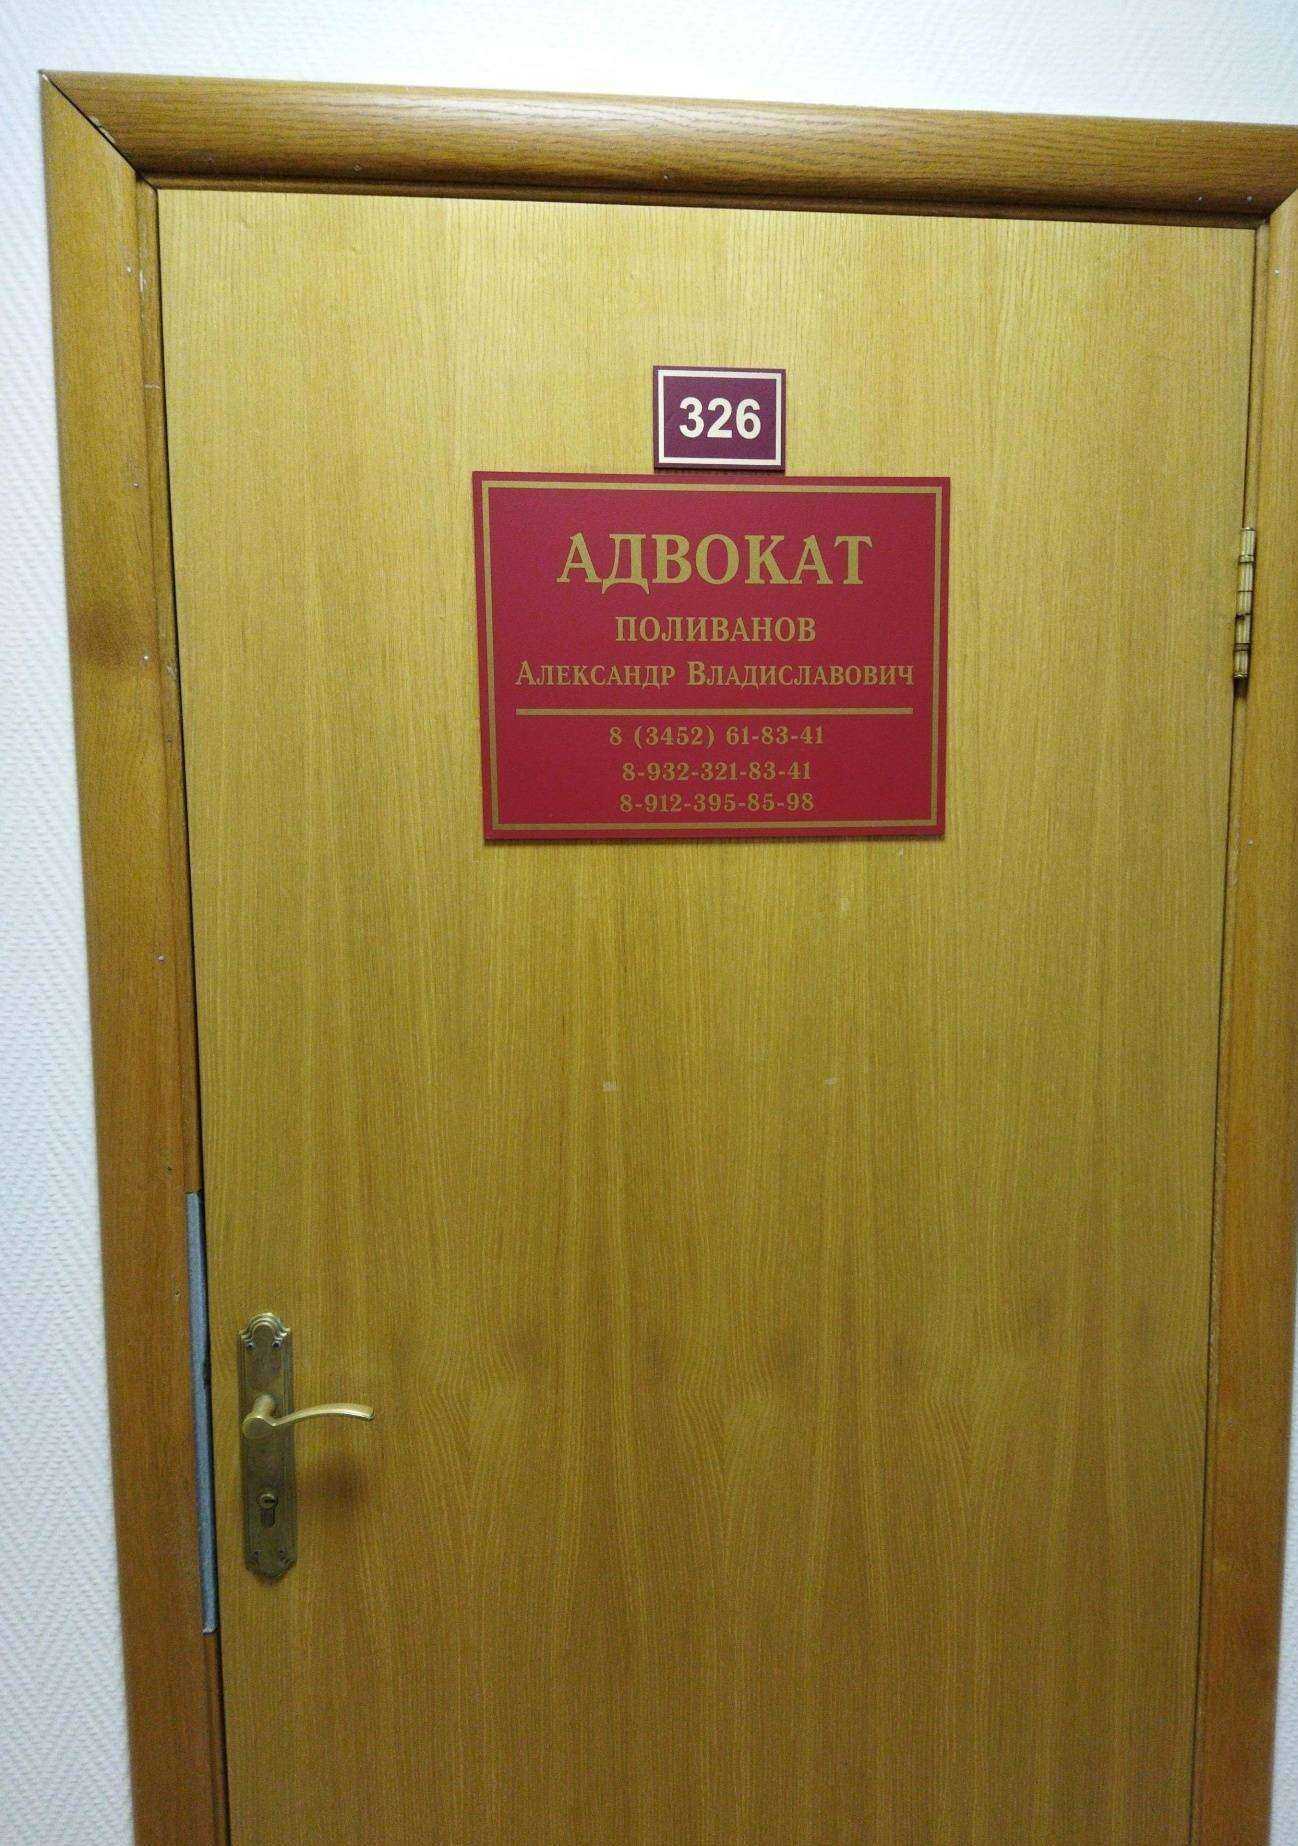 326
АДВОКАТ
ПОЛИВАНОВ
АЛЕКСАНДР ВЛАДИСЛАВОВИЧ
8 (3452) 61-83-41
8-932-321-83-41
8-912-395-85-98